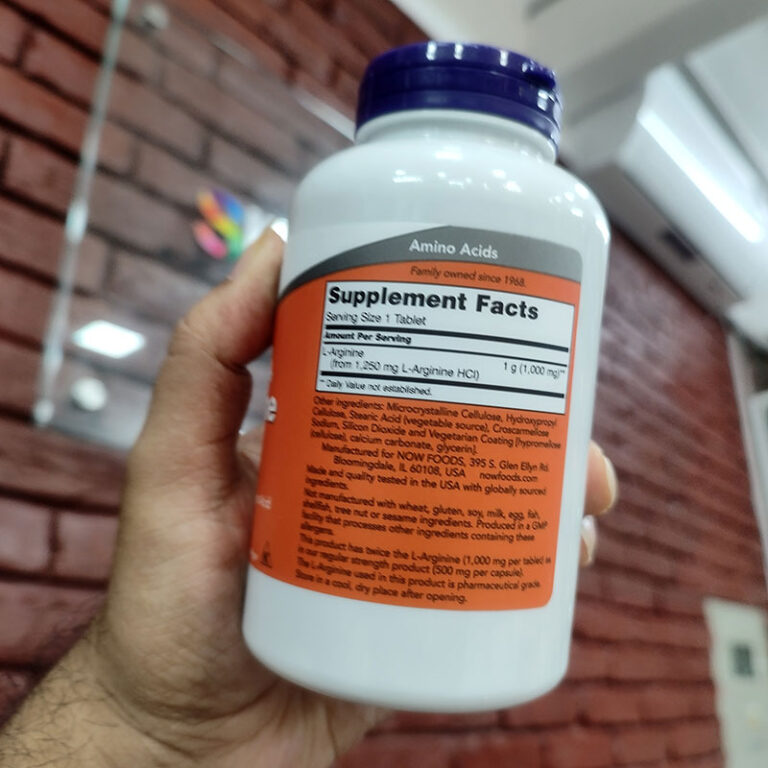 Amino Acids
Family owned since 1968.
Supplement Facts
Serving Size 1 Tablet
Amount Per Serving
L-Arginine 1 g (1,000 mg)**
(from 1,250 mg L-Arginine HCl)
** Daily Value not established.
Other ingredients: Microcrystalline Cellulose, Hydroxypropyl
Cellulose, Stearic Acid (vegetable source), Croscarmellose
Sodium, Silicon Dioxide and Vegetarian Coating [hypromellose
(cellulose), calcium carbonate, glycerin].
Manufactured for NOW FOODS, 395 S. Glen Ellyn Rd.
Bloomingdale, IL 60108, USA nowfoods.com
Made and quality tested in the USA with globally sourced
ingredients.
Not manufactured with wheat, gluten, soy, milk, egg, fish,
shellfish, tree nut or sesame ingredients. Produced in a GMP
facility that processes other ingredients containing these
allergens.
This product has twice the L-Arginine (1,000 mg per tablet) as
in our regular strength product (500 mg per capsule).
The L-Arginine used in this product is pharmaceutical grade.
Store in a cool, dry place after opening.